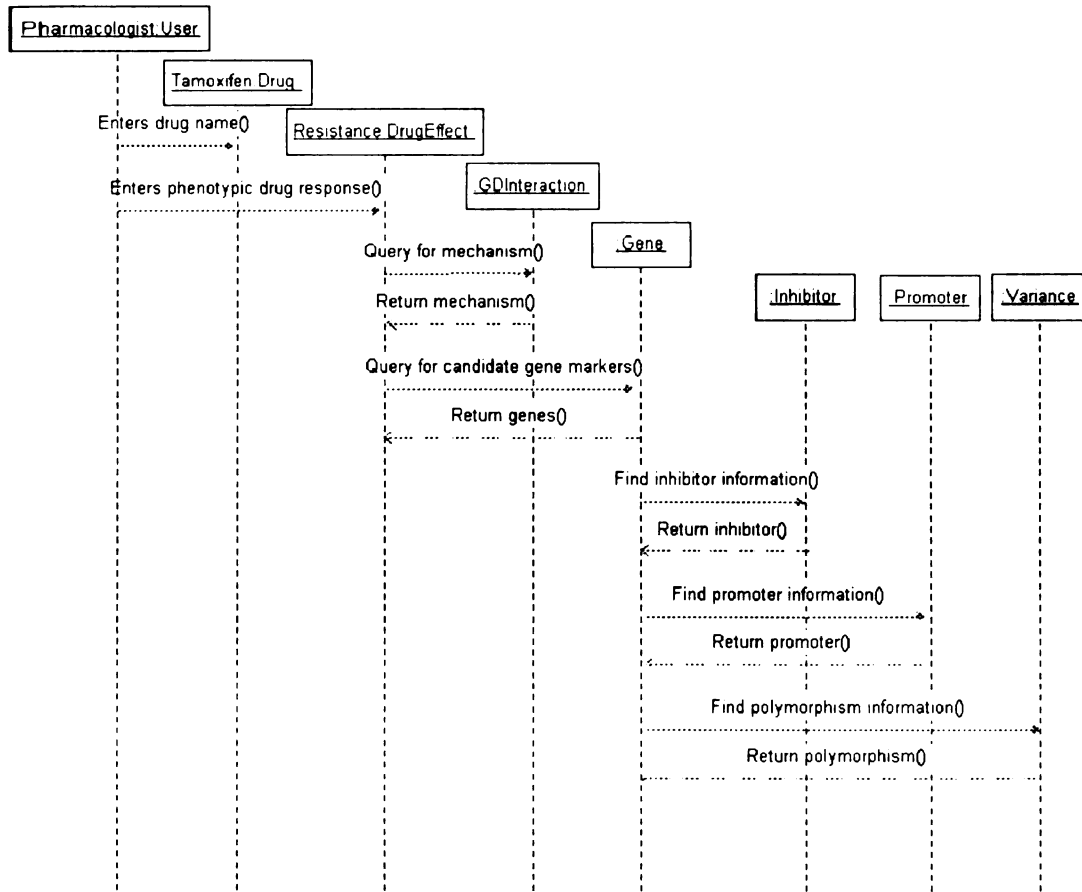 Pharmacologist:User
Tamoxifen Drug
Enters drug name()
Resistance DrugEffect
Enters phenotypic drug response()
:GDInteraction
:Gene
Query for mechanism()
Return mechanism()
:Inhibitor
Promoter
:Variance
Query for candidate gene markers()
Return genes()
Find inhibitor information()
Return inhibitor()
Find promoter information()
Return promoter()
Find polymorphism information()
Return polymorphism()